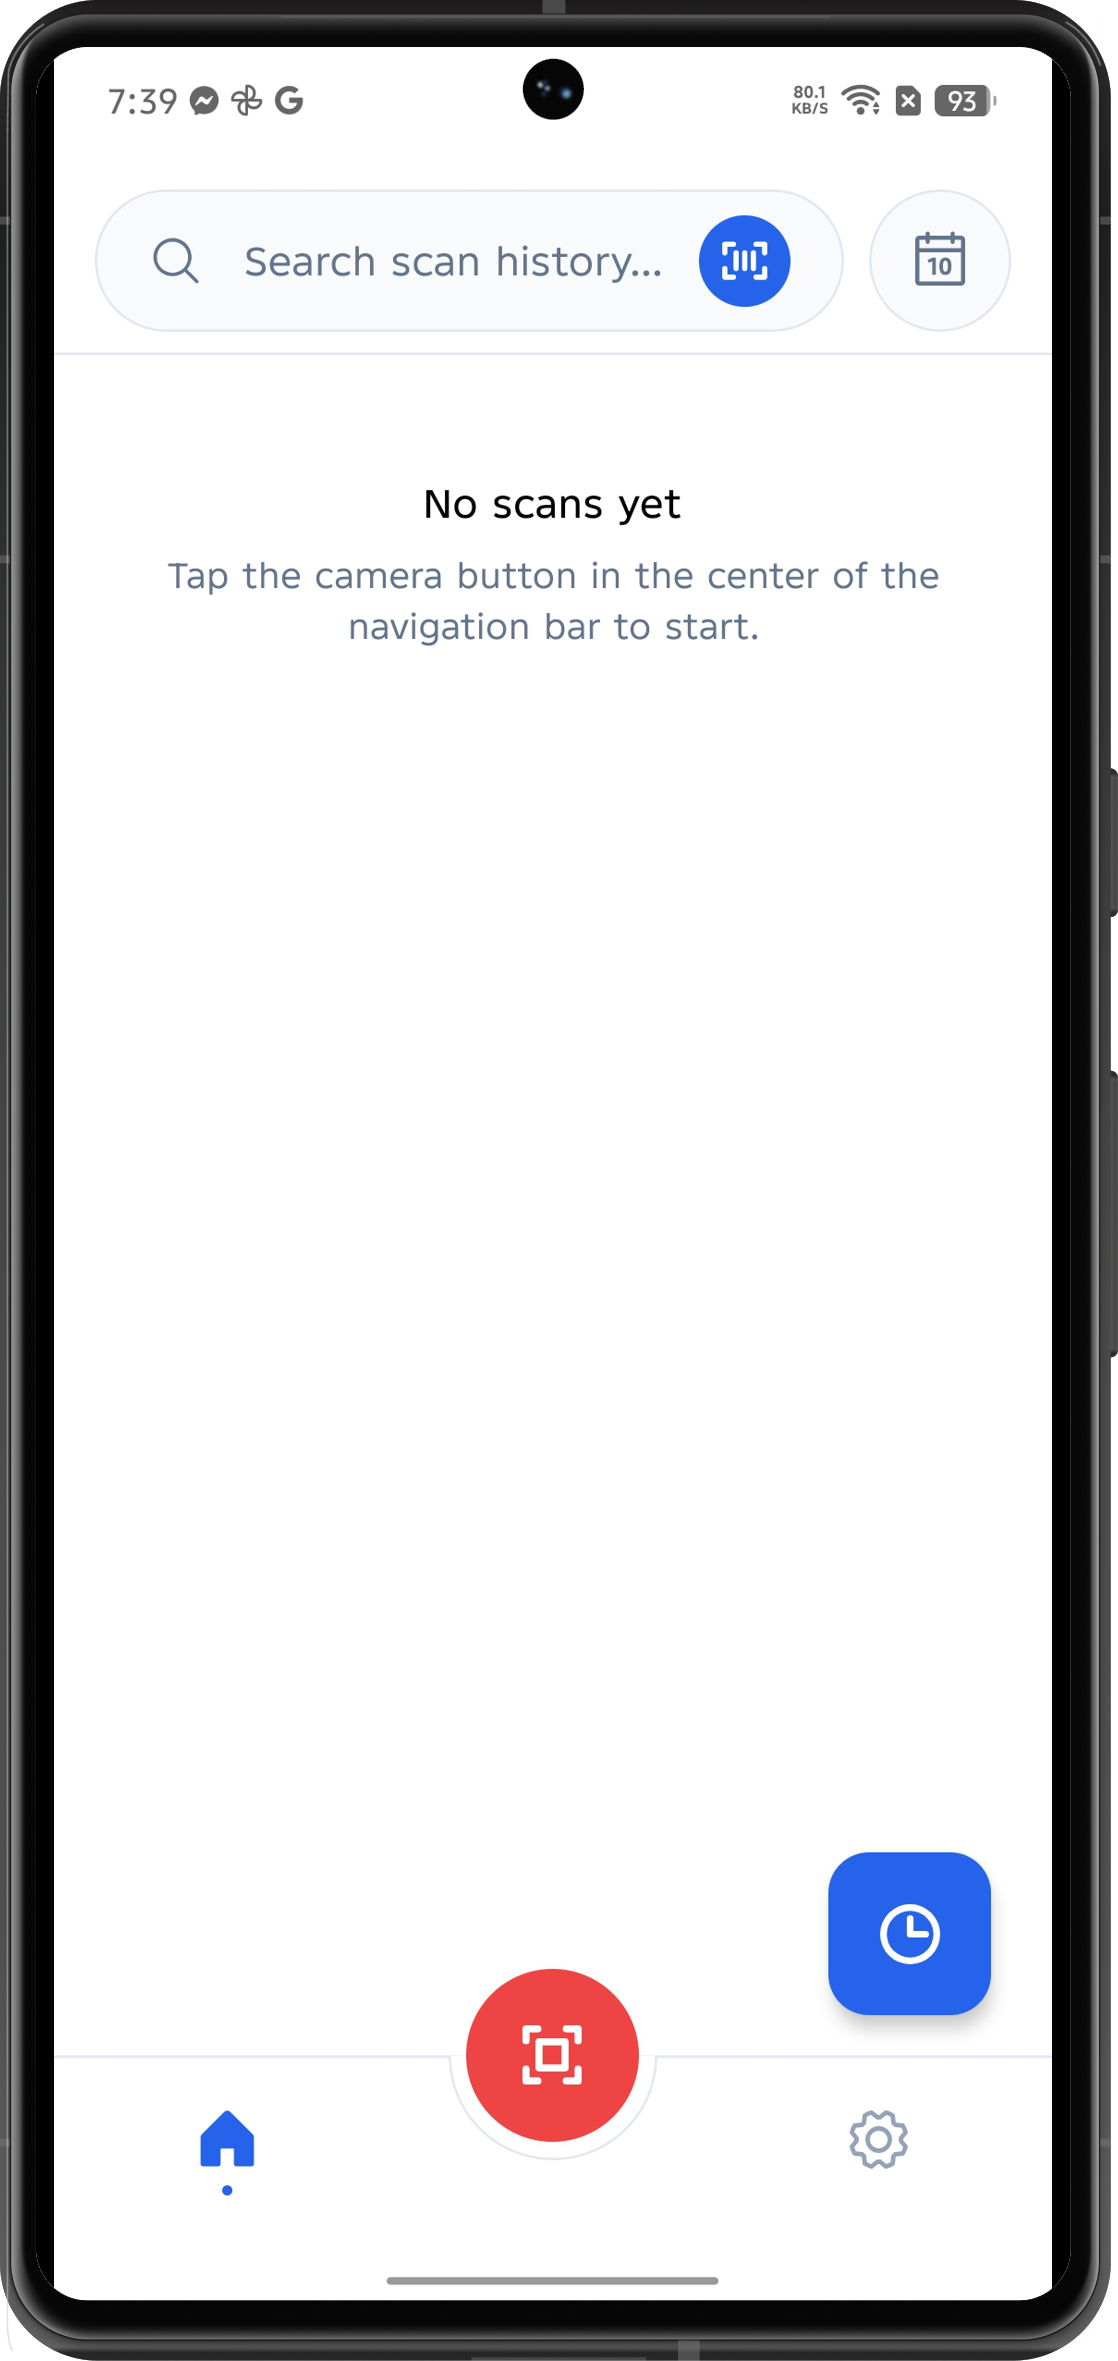 7:39
80.1
KB/S
93
Search scan history...
10
No scans yet
Tap the camera button in the center of the
navigation bar to start.